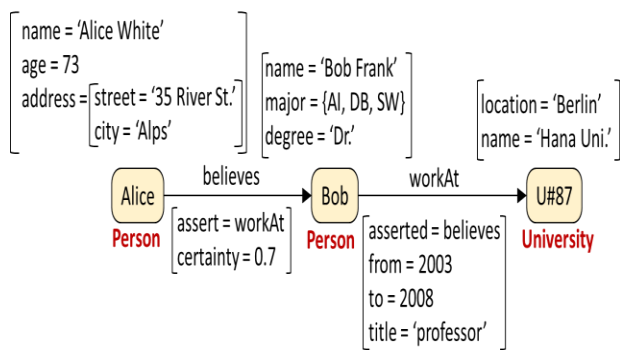 name = ‘Alice White’
age = 73
address = street = ‘35 River St.’
city = ‘Alps’
name = ‘Bob Frank’
major = {AI, DB, SW}
degree = ‘Dr.’
location = ‘Berlin’
name = ‘Hana Uni.’
Alice
believes
Bob
workAt
U#87
Person
assert = workAt
certainty = 0.7
Person
asserted = believes
from = 2003
to = 2008
title = ‘professor’
University